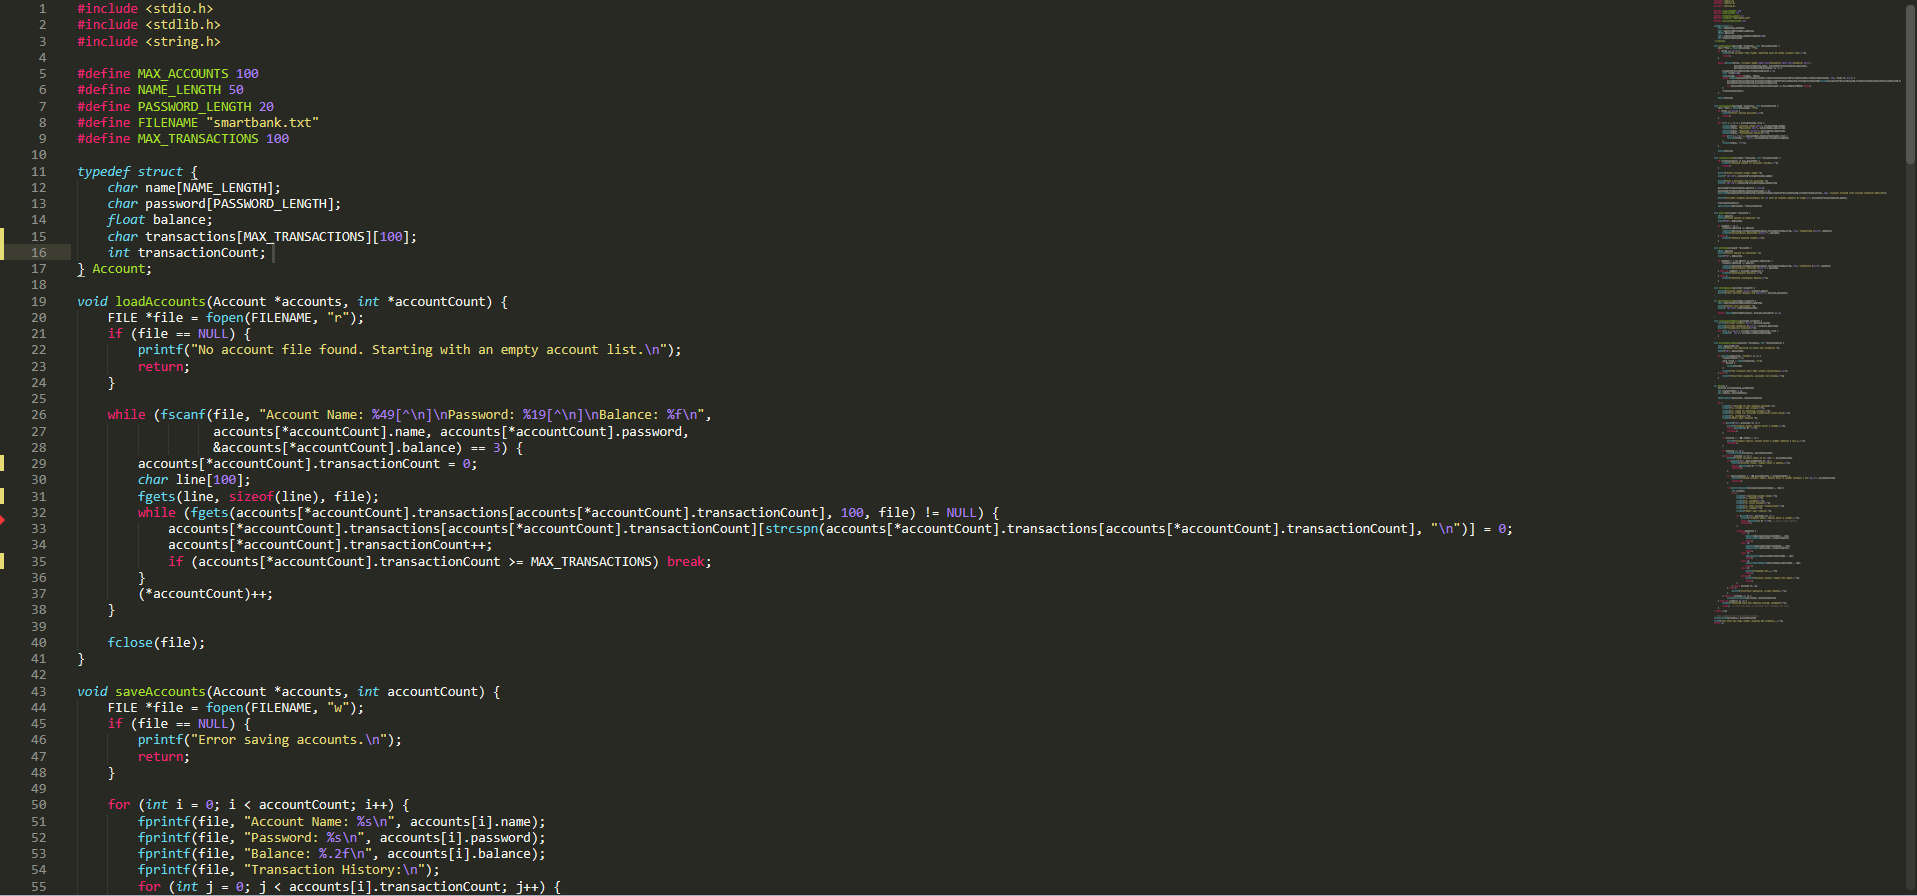 1 #include <stdio.h>
2 #include <stdlib.h>
3 #include <string.h>
4
5 #define MAX_ACCOUNTS 100
6 #define NAME_LENGTH 50
7 #define PASSWORD_LENGTH 20
8 #define FILENAME "smartbank.txt"
9 #define MAX_TRANSACTIONS 100
10
11 typedef struct {
12     char name[NAME_LENGTH];
13     char password[PASSWORD_LENGTH];
14     float balance;
15     char transactions[MAX_TRANSACTIONS][100];
16     int transactionCount;
17 } Account;
18
19 void loadAccounts(Account *accounts, int *accountCount) {
20     FILE *file = fopen(FILENAME, "r");
21     if (file == NULL) {
22         printf("No account file found. Starting with an empty account list.\n");
23         return;
24     }
25
26     while (fscanf(file, "Account Name: %49[^\n]\nPassword: %19[^\n]\nBalance: %f\n",
27                   accounts[*accountCount].name, accounts[*accountCount].password,
28                   &accounts[*accountCount].balance) == 3) {
29         accounts[*accountCount].transactionCount = 0;
30         char line[100];
31         fgets(line, sizeof(line), file);
32         while (fgets(accounts[*accountCount].transactions[accounts[*accountCount].transactionCount], 100, file) != NULL) {
33             accounts[*accountCount].transactions[accounts[*accountCount].transactionCount][strcspn(accounts[*accountCount].transactions[accounts[*accountCount].transactionCount], "\n")] = 0;
34             accounts[*accountCount].transactionCount++;
35             if (accounts[*accountCount].transactionCount >= MAX_TRANSACTIONS) break;
36         }
37         (*accountCount)++;
38     }
39
40     fclose(file);
41 }
42
43 void saveAccounts(Account *accounts, int accountCount) {
44     FILE *file = fopen(FILENAME, "w");
45     if (file == NULL) {
46         printf("Error saving accounts.\n");
47         return;
48     }
49
50     for (int i = 0; i < accountCount; i++) {
51         fprintf(file, "Account Name: %s\n", accounts[i].name);
52         fprintf(file, "Password: %s\n", accounts[i].password);
53         fprintf(file, "Balance: %.2f\n", accounts[i].balance);
54         fprintf(file, "Transaction History:\n");
55         for (int j = 0; j < accounts[i].transactionCount; j++) {